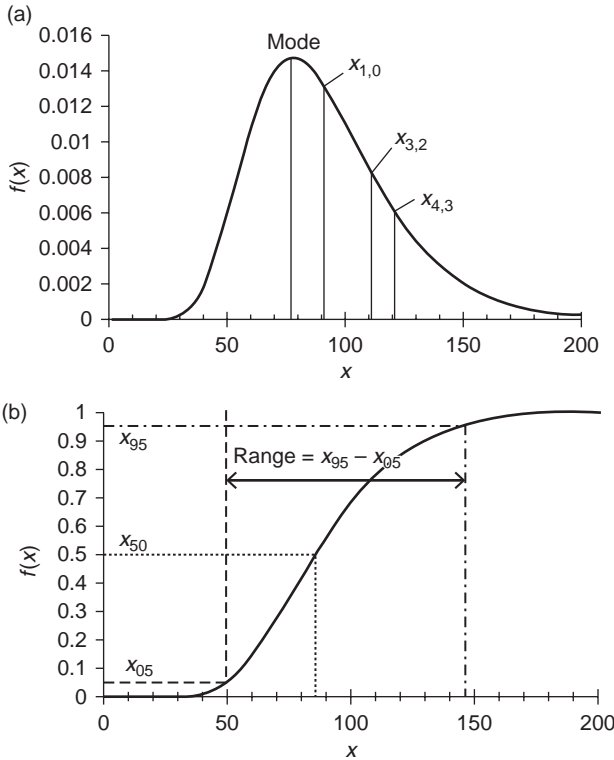 (a)
0.016
0.014
0.012
0.01
0.008
0.006
0.004
0.002
0
f(x)
Mode
x1,0
x3,2
x4,3
0 50 100 150 200
x
(b)
1
0.9
0.8
0.7
0.6
0.5
0.4
0.3
0.2
0.1
0
f(x)
x95
Range = x95 – x05
x50
x05
0 50 100 150 200
x